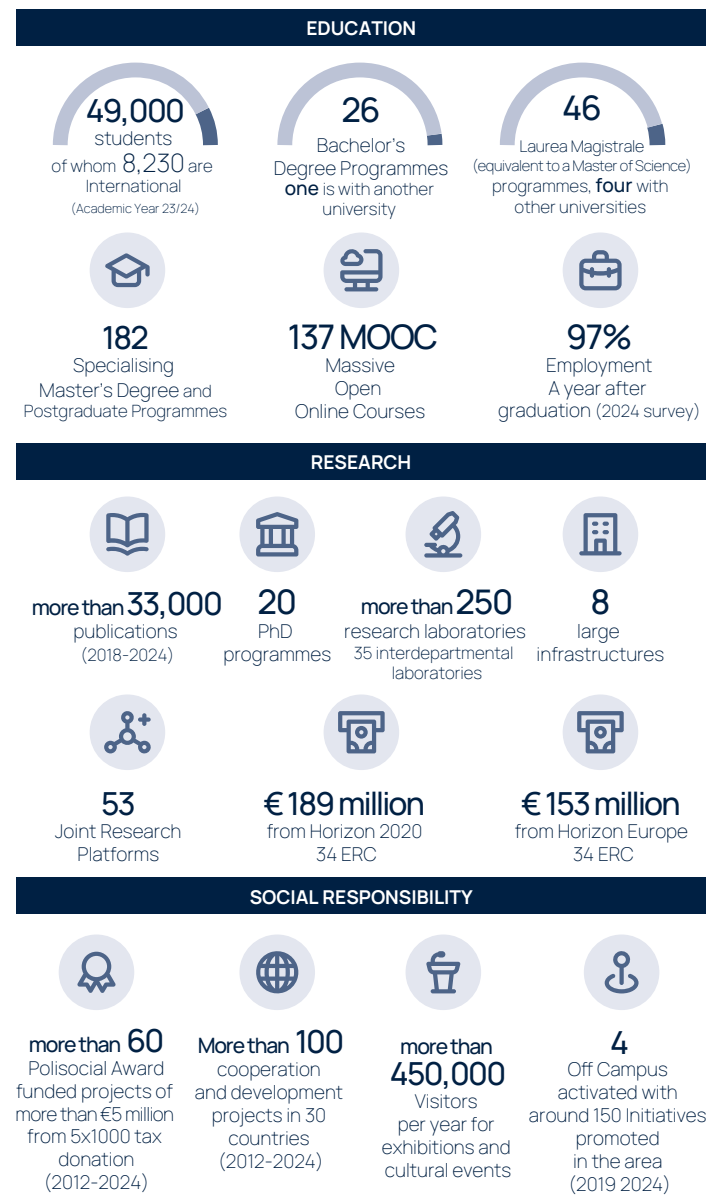 EDUCATION
49,000
students
of whom 8,230 are
International
(Academic Year 23/24)
26
Bachelor's
Degree Programmes
one is with another
university
46
Laurea Magistrale
(equivalent to a Master of Science)
programmes, four with
other universities
182
Specialising
Master's Degree and
Postgraduate Programmes
137 MOOC
Massive
Open
Online Courses
97%
Employment
A year after
graduation (2024 survey)
RESEARCH
more than 33,000
publications
(2018-2024)
20
PhD
programmes
more than 250
research laboratories
35 interdepartmental
laboratories
8
large
infrastructures
53
Joint Research
Platforms
€ 189 million
from Horizon 2020
34 ERC
€ 153 million
from Horizon Europe
34 ERC
SOCIAL RESPONSIBILITY
more than 60
Polisocial Award
funded projects of
more than €5 million
from 5x1000 tax
donation
(2012-2024)
More than 100
cooperation
and development
projects in 30
countries
(2012-2024)
more than
450,000
Visitors
per year for
exhibitions and
cultural events
4
Off Campus
activated with
around 150 Initiatives
promoted
in the area
(2019 2024)